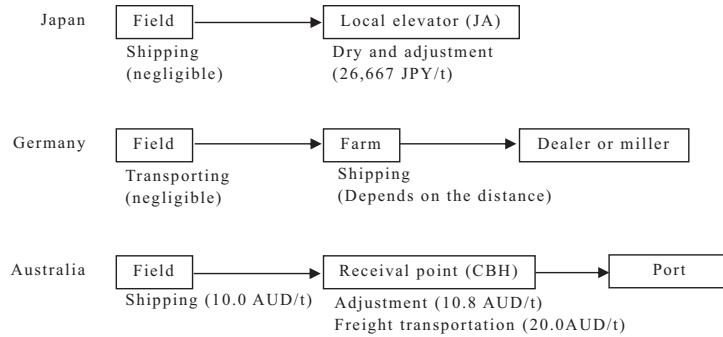 Japan
Field
Local elevator (JA)
Shipping
(negligible)
Dry and adjustment
(26,667 JPY/t)
Germany
Field
Farm
Dealer or miller
Transporting
(negligible)
Shipping
(Depends on the distance)
Australia
Field
Receival point (CBH)
Port
Shipping (10.0 AUD/t)
Adjustment (10.8 AUD/t)
Freight transportation (20.0AUD/t)